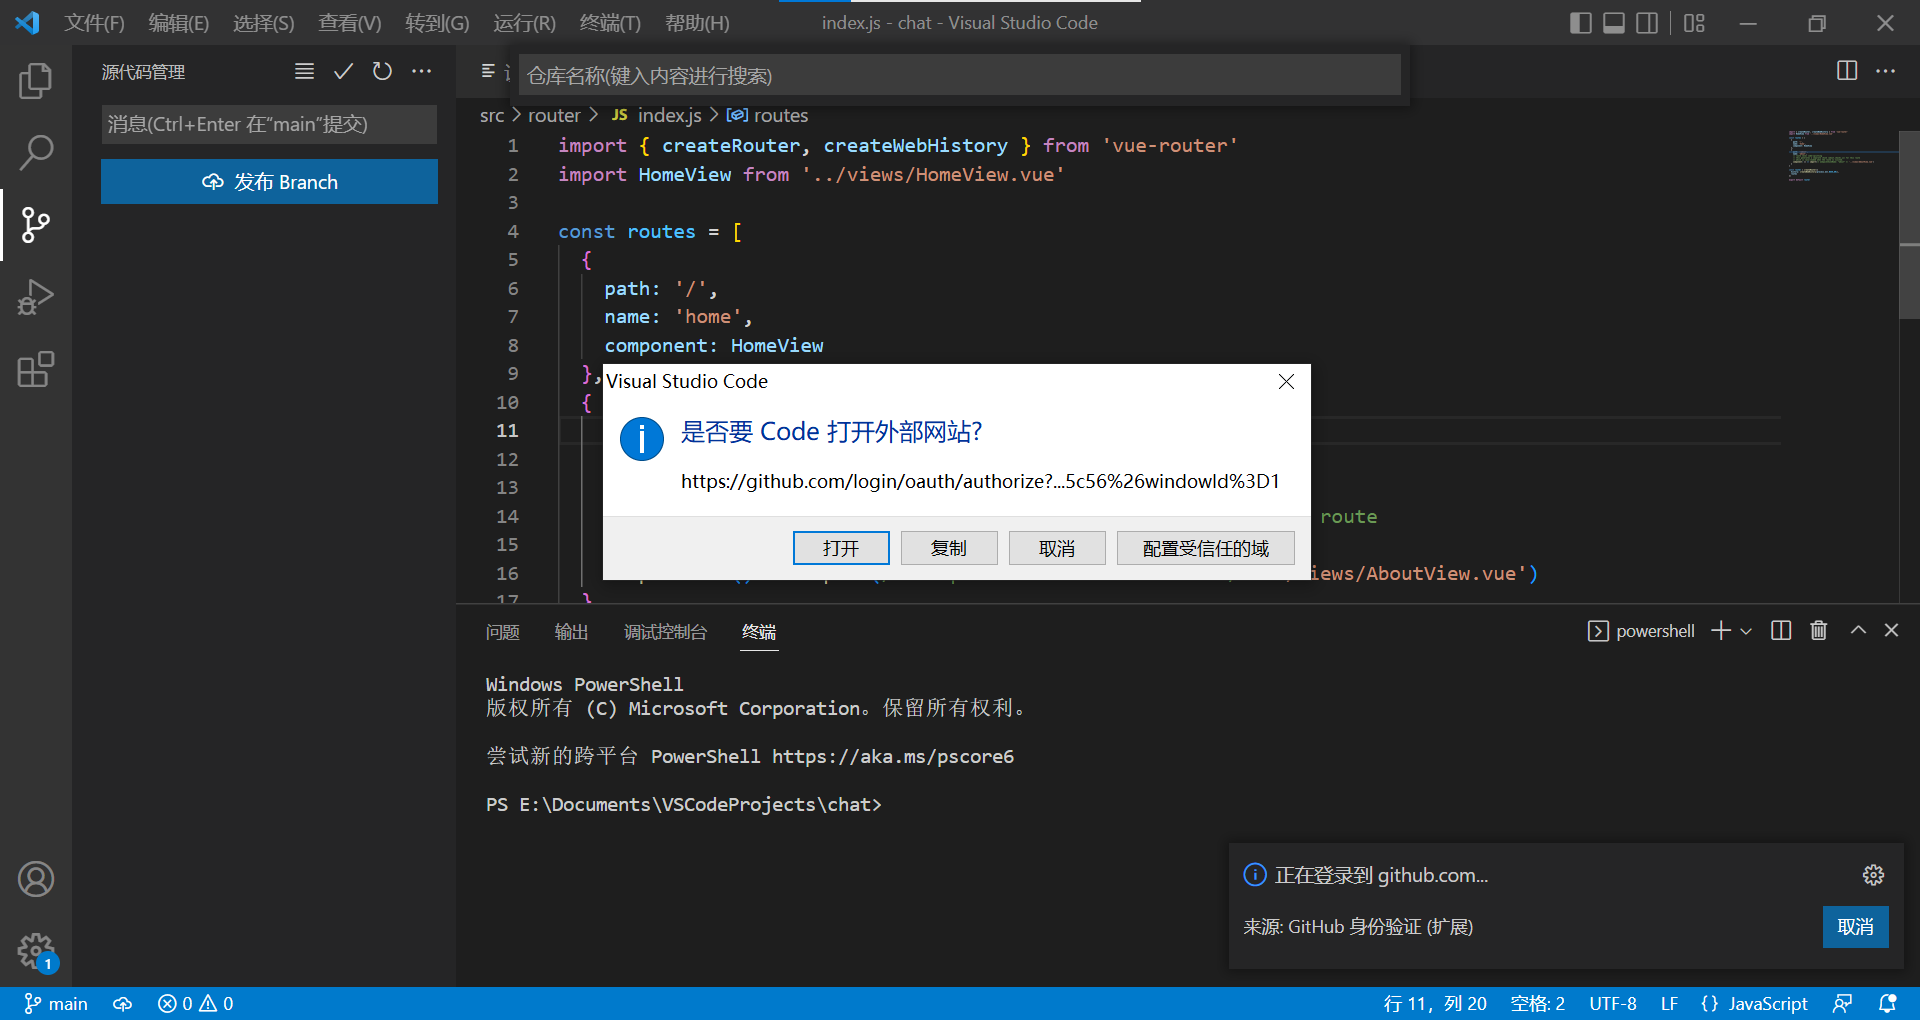 文件(F) 编辑(E) 选择(S) 查看(V) 转到(G) 运行(R) 终端(T) 帮助(H) index.js - chat - Visual Studio Code
源代码管理
仓库名称(键入内容进行搜索)
消息(Ctrl+Enter 在“main”提交)
发布 Branch
src > router > JS index.js > routes
1 import { createRouter, createWebHistory } from 'vue-router'
2 import HomeView from '../views/HomeView.vue'
3
4 const routes = [
5 {
6 path: '/',
7 name: 'home',
8 component: HomeView
9 },
10 {
11
12
13
14 route
15
16 iews/AboutView.vue')
17 }
Visual Studio Code
是否要 Code 打开外部网站?
https://github.com/login/oauth/authorize?...5c56%26windowId%3D1
打开 复制 取消 配置受信任的域
问题 输出 调试控制台 终端 powershell
Windows PowerShell
版权所有 (C) Microsoft Corporation。保留所有权利。
尝试新的跨平台 PowerShell https://aka.ms/pscore6
PS E:\Documents\VSCodeProjects\chat>
正在登录到 github.com...
来源: GitHub 身份验证 (扩展) 取消
1
main 0 0 行 11，列 20 空格: 2 UTF-8 LF {} JavaScript